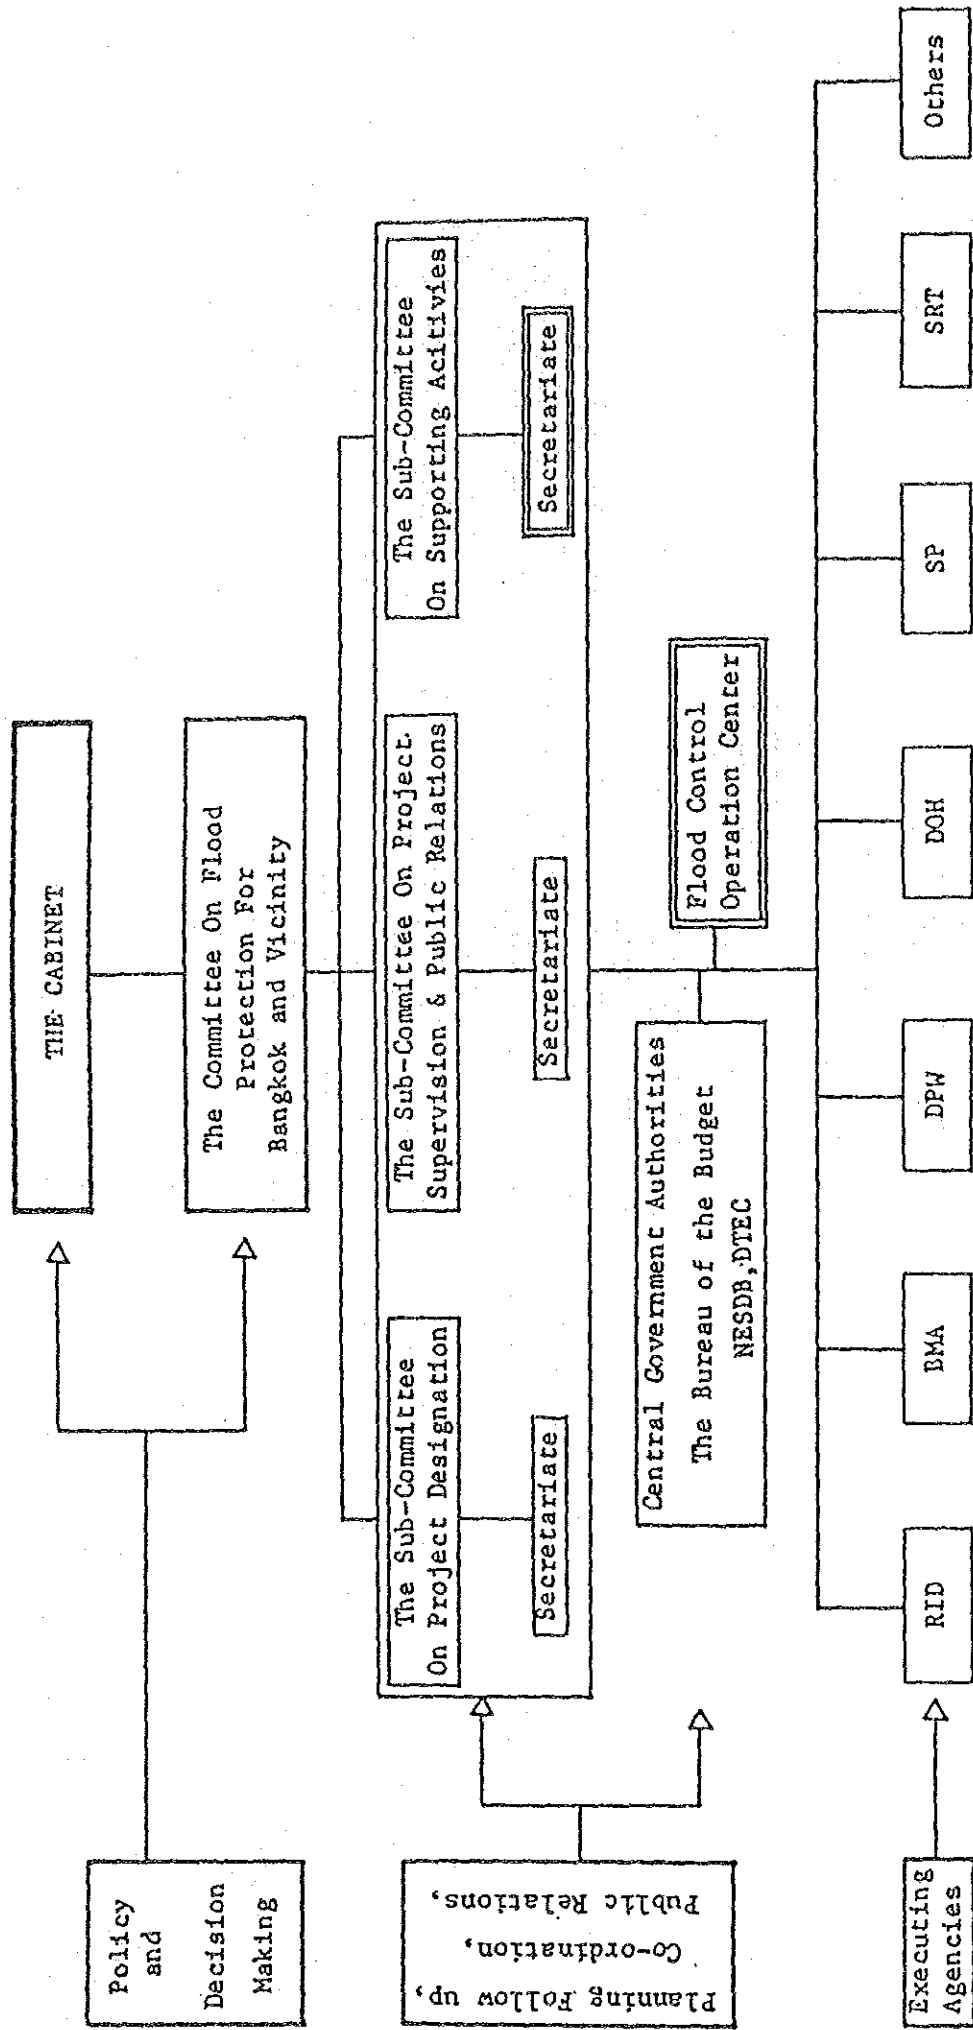 THE CABINET
Policy
and
Decision
Making
The Committee On Flood
Protection For
Bangkok and Vicinity
The Sub-Committee
On Project Designation
Secretariate
The Sub-Committee On Project.
Supervision & Public Relations
Secretariate
The Sub-Committee
On Supporting Acitivies
Secretariate
Planning Follow up,
Co-ordination,
Public Relations,
Central Government Authorities
The Bureau of the Budget
NESDB,DTEC
Flood Control
Operation Center
Executing
Agencies
RID
BMA
DPW
DOH
SP
SRT
Others